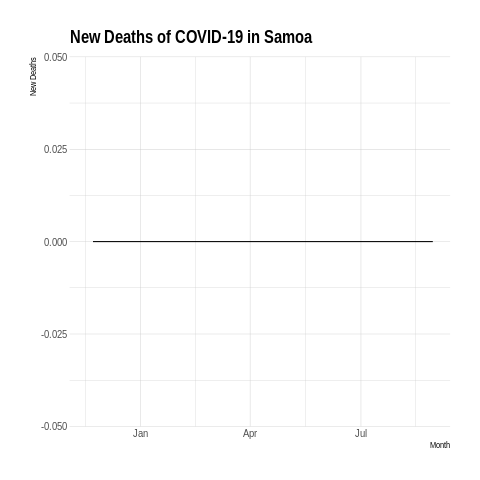 New Deaths of COVID-19 in Samoa
New Deaths
0.050
0.025
0.000
-0.025
-0.050
Jan Apr Jul
Month